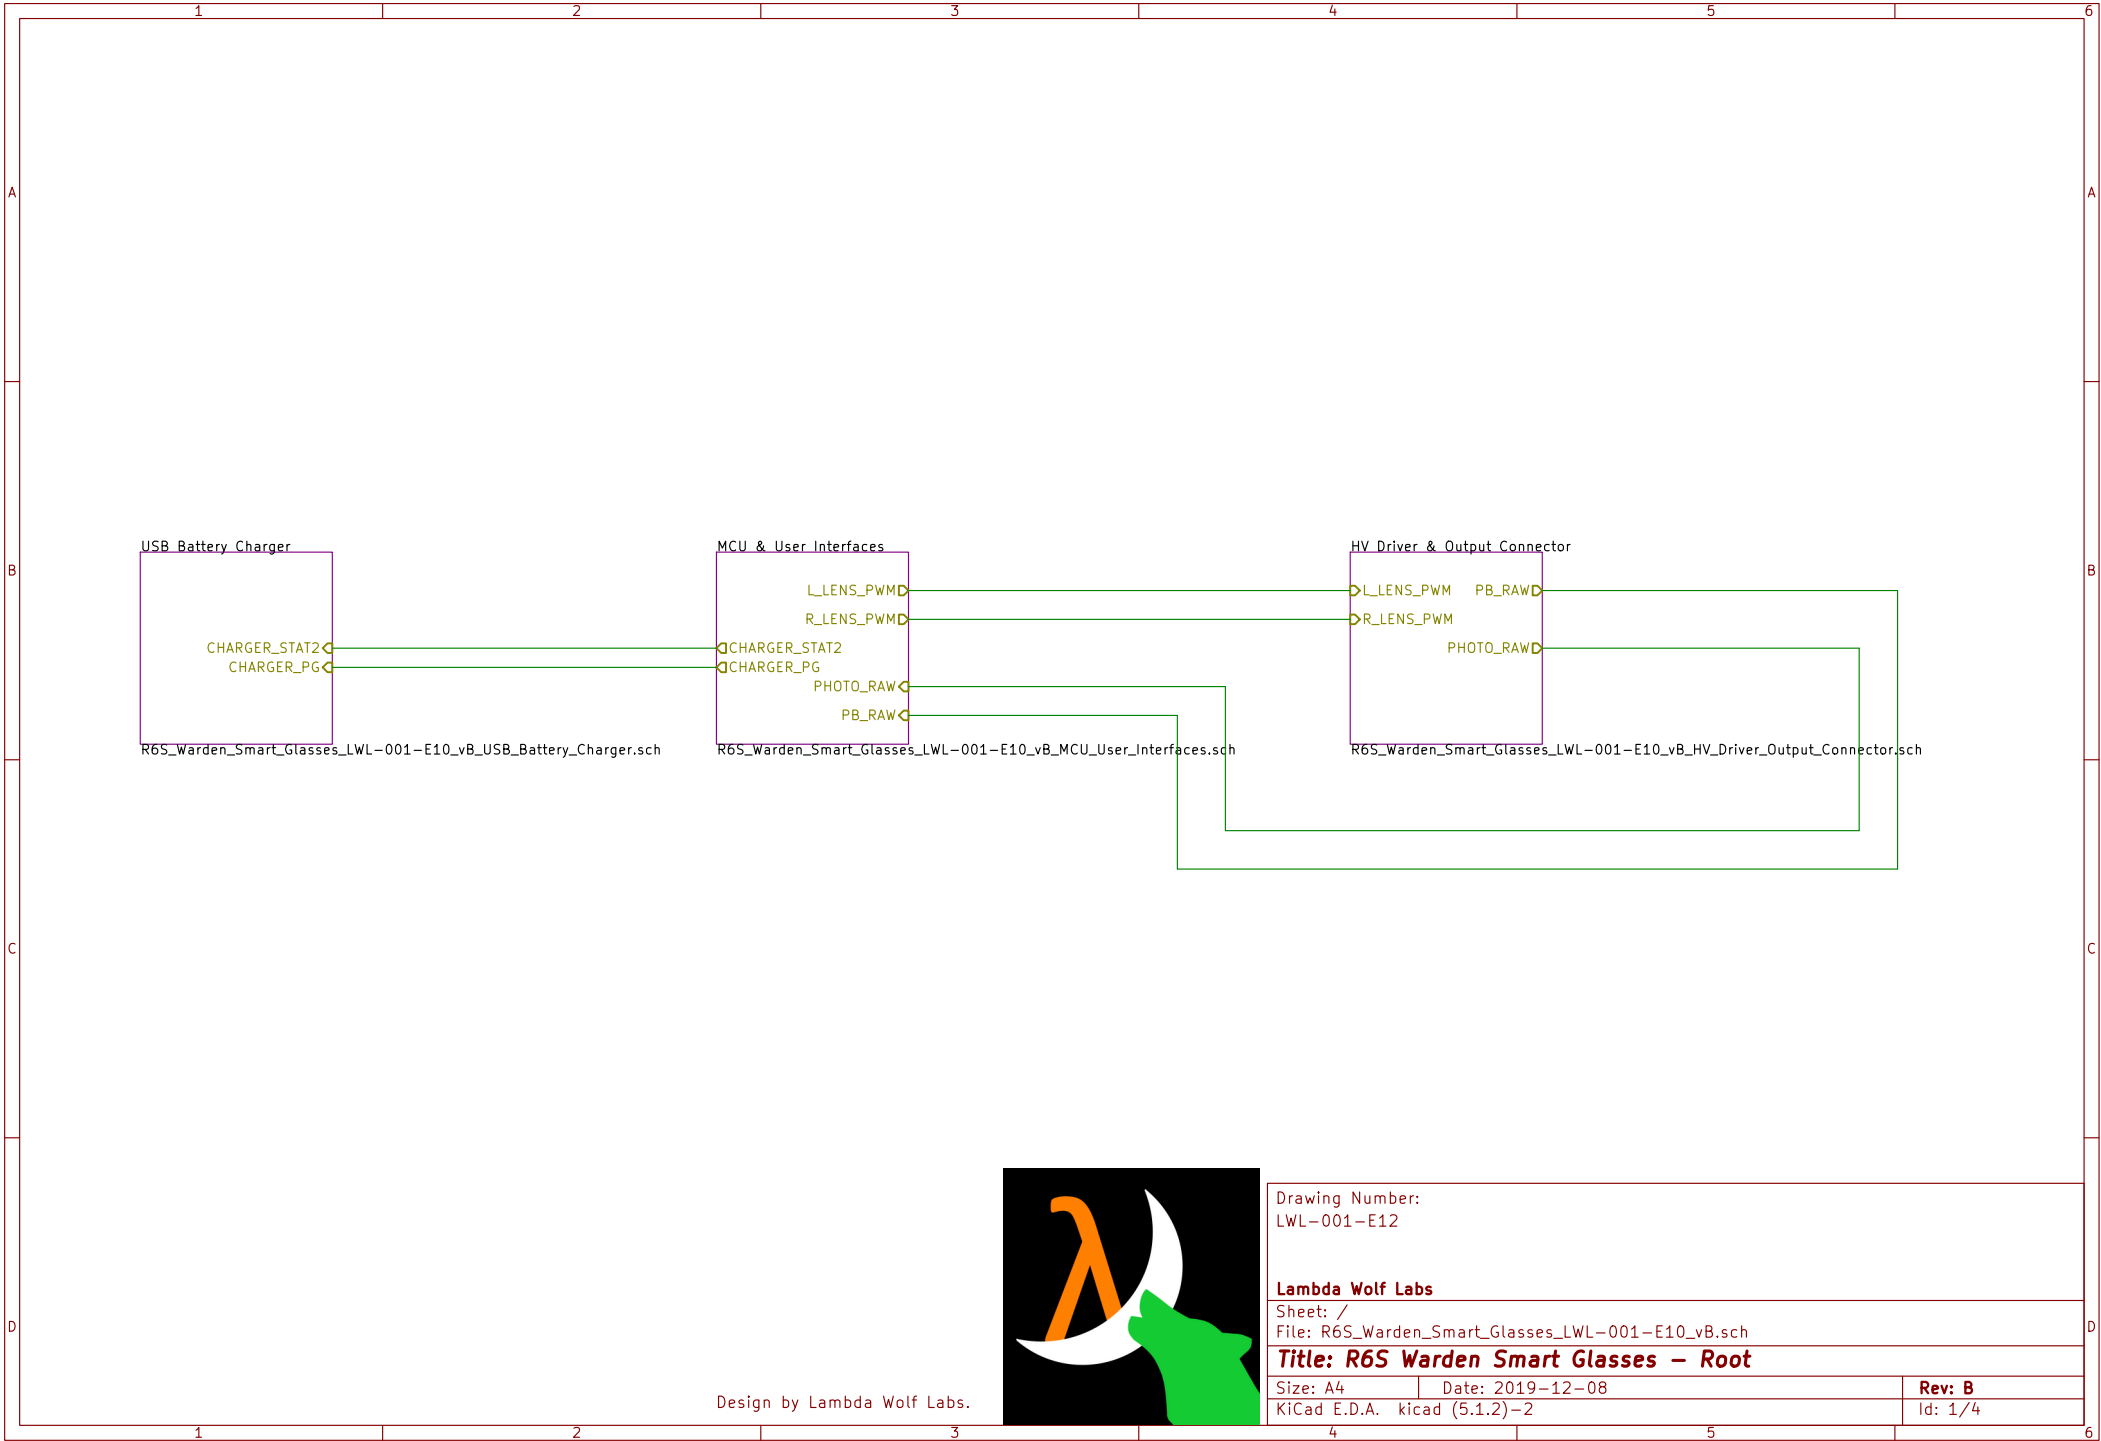 1 2 3 4 5 6
A A
USB Battery Charger
CHARGER_STAT2
CHARGER_PG
R6S_Warden_Smart_Glasses_LWL-001-E10_vB_USB_Battery_Charger.sch
MCU & User Interfaces
L_LENS_PWM
R_LENS_PWM
CHARGER_STAT2
CHARGER_PG
PHOTO_RAW
PB_RAW
R6S_Warden_Smart_Glasses_LWL-001-E10_vB_MCU_User_Interfaces.sch
HV Driver & Output Connector
L_LENS_PWM PB_RAW
R_LENS_PWM
PHOTO_RAW
R6S_Warden_Smart_Glasses_LWL-001-E10_vB_HV_Driver_Output_Connector.sch
B B
C C
D D
λ
Design by Lambda Wolf Labs.
Drawing Number:
LWL-001-E12
Lambda Wolf Labs
Sheet: /
File: R6S_Warden_Smart_Glasses_LWL-001-E10_vB.sch
Title: R6S Warden Smart Glasses - Root
Size: A4 Date: 2019-12-08 Rev: B
KiCad E.D.A. kicad (5.1.2)-2 Id: 1/4
1 2 3 4 5 6